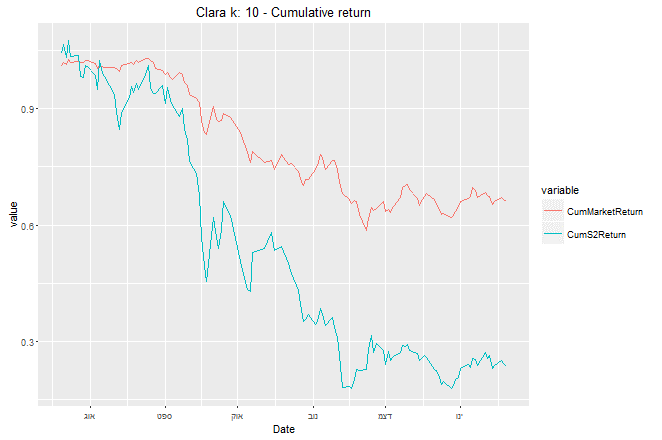 Clara k: 10 - Cumulative return
0.9
0.6
0.3
value
אוג
ספט
אוק
נוב
דצמ
ינו
Date
variable
CumMarketReturn
CumS2Return